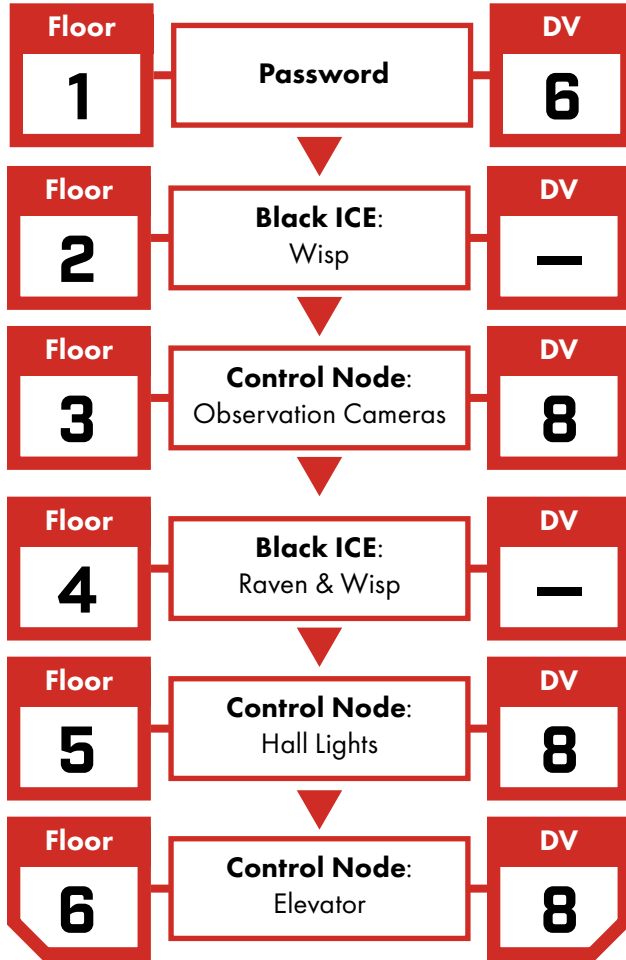 Floor
1
Password
DV
6
Floor
2
Black ICE:
Wisp
DV
—
Floor
3
Control Node:
Observation Cameras
DV
8
Floor
4
Black ICE:
Raven & Wisp
DV
—
Floor
5
Control Node:
Hall Lights
DV
8
Floor
6
Control Node:
Elevator
DV
8